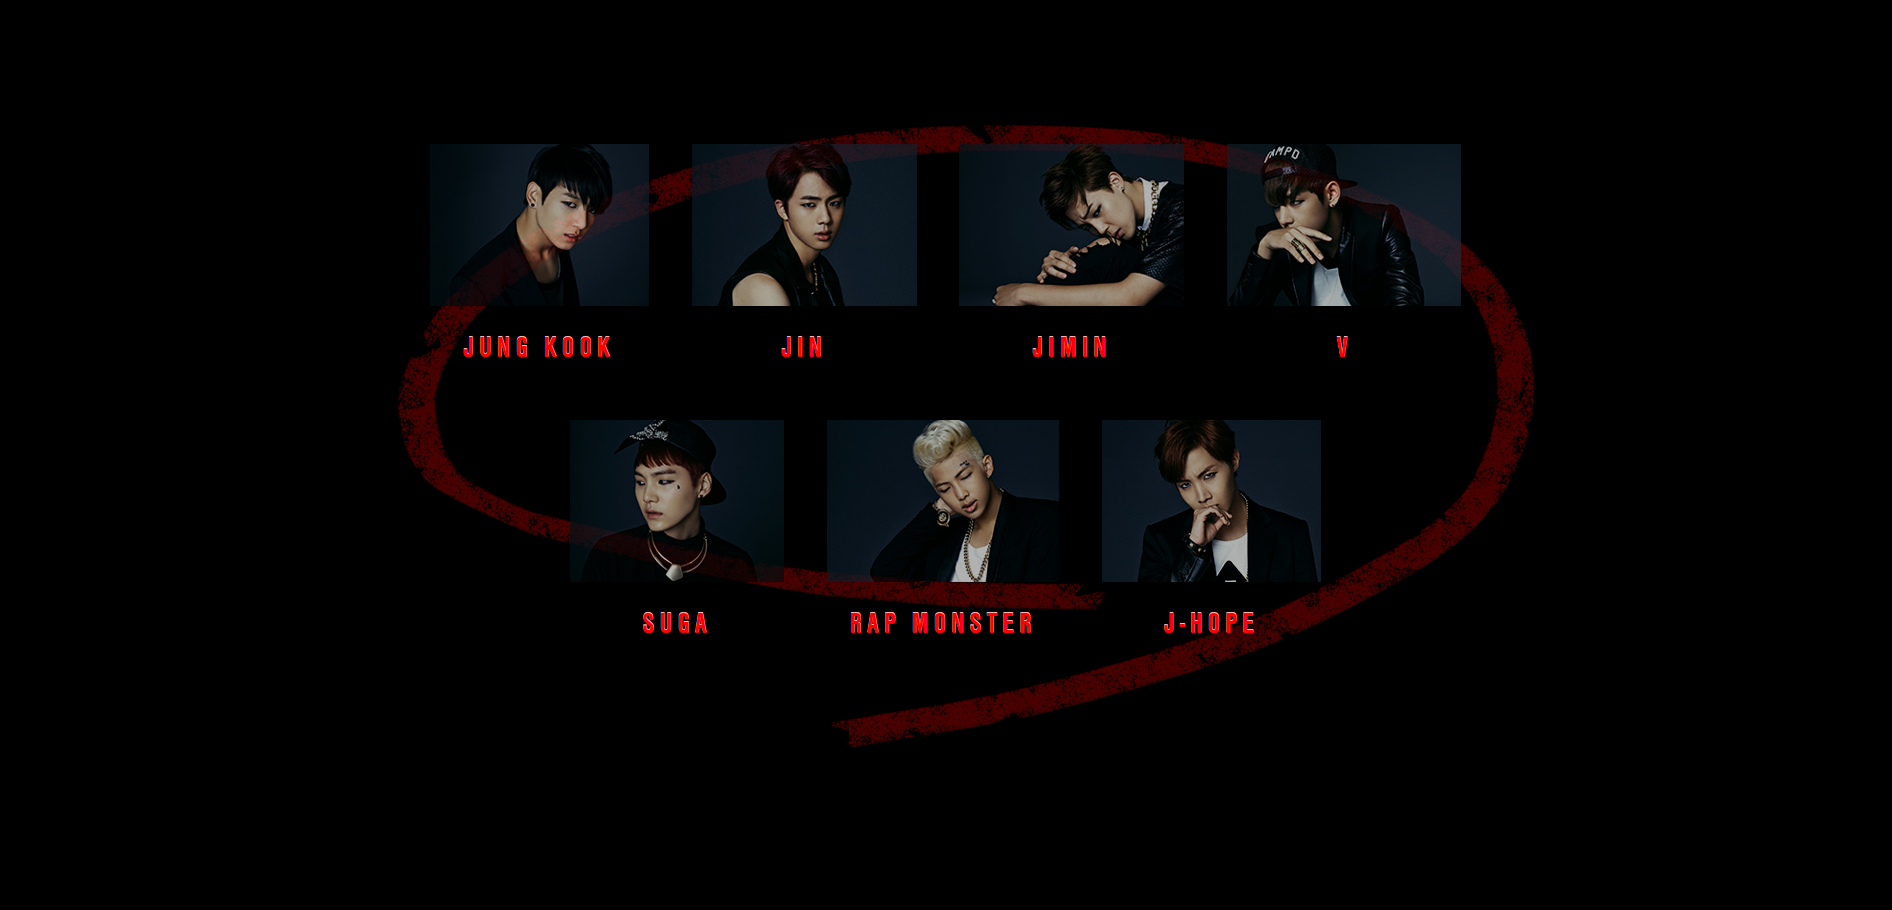 JUNG KOOK
JIN
JIMIN
V
SUGA
RAP MONSTER
J-HOPE